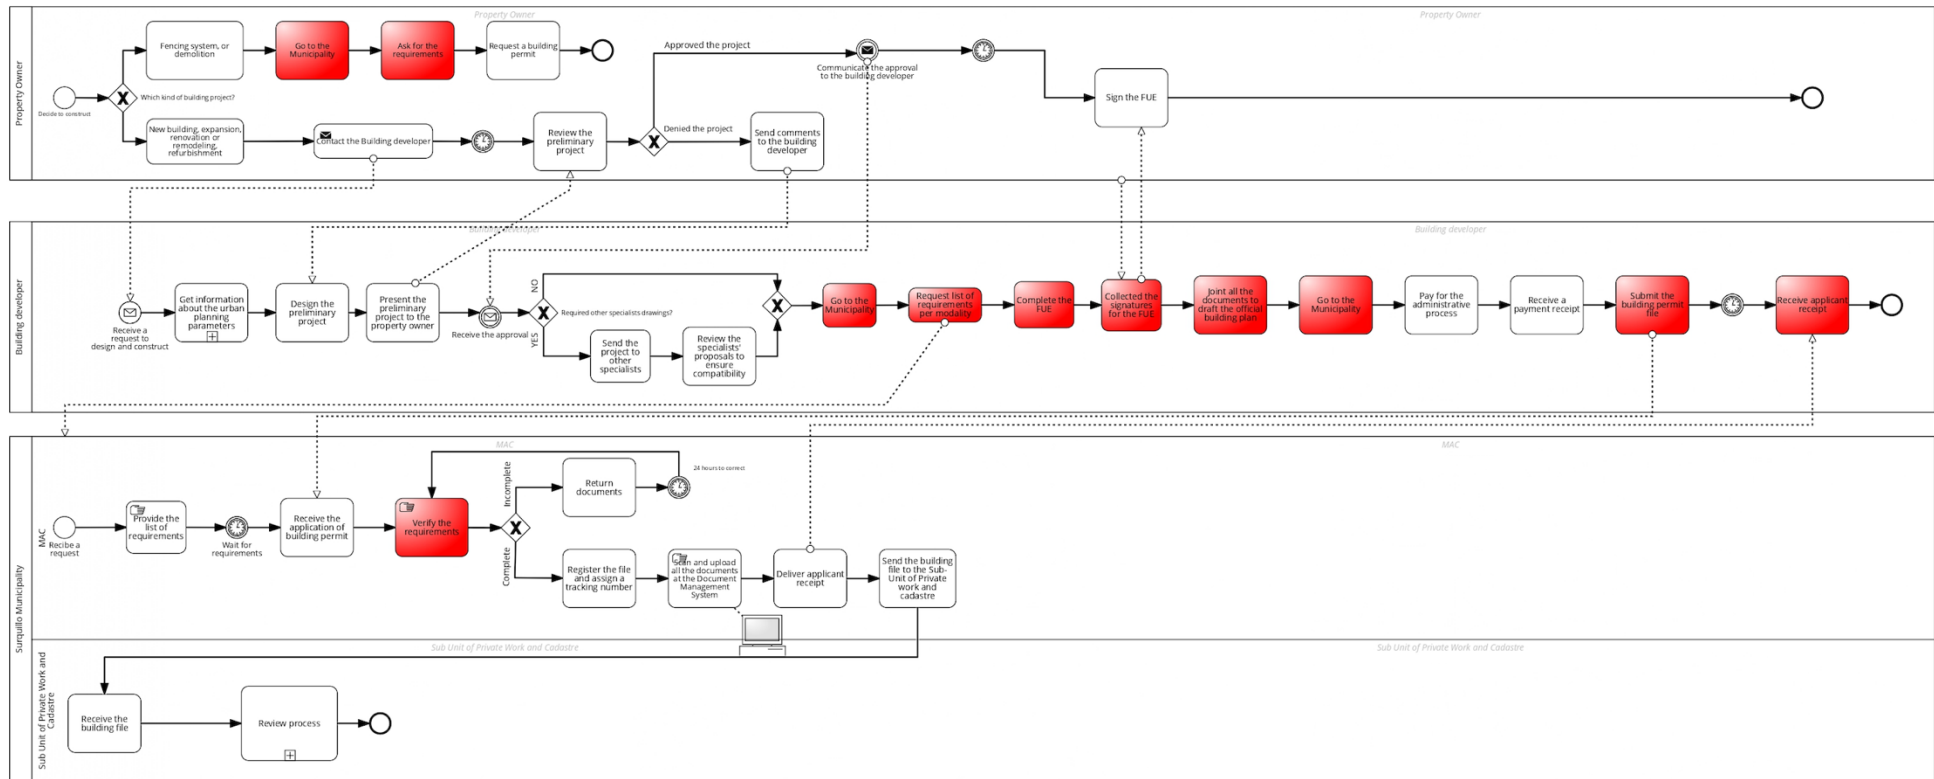 Property Owner
Property Owner
Property Owner
Decide to construct
Which kind of building project?
Fencing system, or
demolition
Go to the
Municipality
Ask for the
requirements
Request a building
permit
New building, expansion,
renovation or
remodeling,
refurbishment
Contact the Building developer
Review the
preliminary
project
Approved the project
Denied the project
Send comments
to the building
developer
Communicate the approval
to the building developer
Sign the FUE
Building developer
Building developer
Building developer
Receive a
request to
design and construct
Get information
about the urban
planning
parameters
Design the
preliminary
project
Present the
preliminary
project to the
property owner
Receive the approval
NO
YES
Required other specialists drawings?
Send the
project to
other
specialists
Review the
specialists'
proposals to
ensure
compatibility
Go to the
Municipality
Request list of
requirements
per modality
Complete the
FUE
Collected the
signatures
for the FUE
Joint all the
documents to
draft the official
building plan
Go to the
Municipality
Pay for the
administrative
process
Receive a
payment receipt
Submit the
building permit
file
Receive applicant
receipt
Surquillo Municipality
MAC
MAC
MAC
Recibe a
request
Provide the
list of
requirements
Wait for
requirements
Receive the
application of
building permit
Verify the
requirements
Incomplete
Complete
Return
documents
24 hours to correct
Register the file
and assign a
tracking number
Scan and upload
all the documents
at the Document
Management
System
Deliver applicant
receipt
Send the building
file to the Sub-
Unit of Private
work and
cadastre
Sub Unit of Private Work and
Cadastre
Sub Unit of Private Work and Cadastre
Sub Unit of Private Work and Cadastre
Receive the
building file
Review process